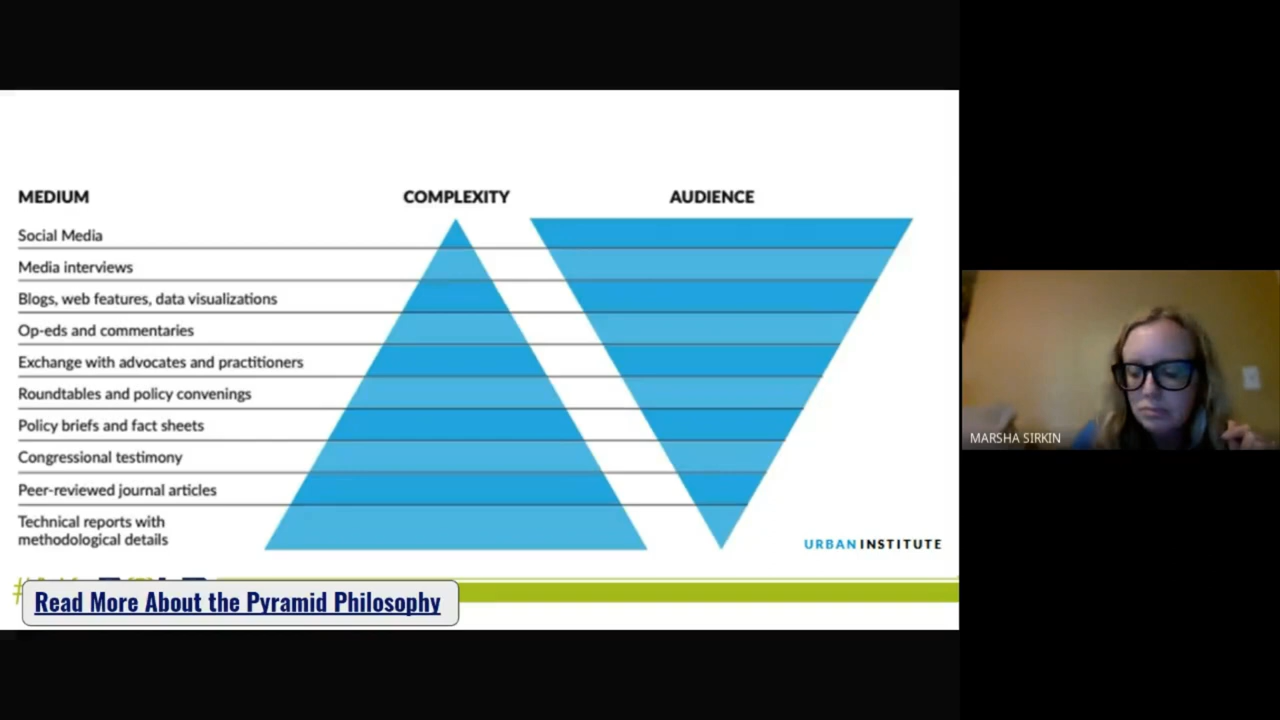 MEDIUM COMPLEXITY AUDIENCE
Social Media
Media interviews
Blogs, web features, data visualizations
Op-eds and commentaries
Exchange with advocates and practitioners
Roundtables and policy convenings
Policy briefs and fact sheets
Congressional testimony
Peer-reviewed journal articles
Technical reports with
methodological details
URBAN INSTITUTE
Read More About the Pyramid Philosophy
MARSHA SIRKIN